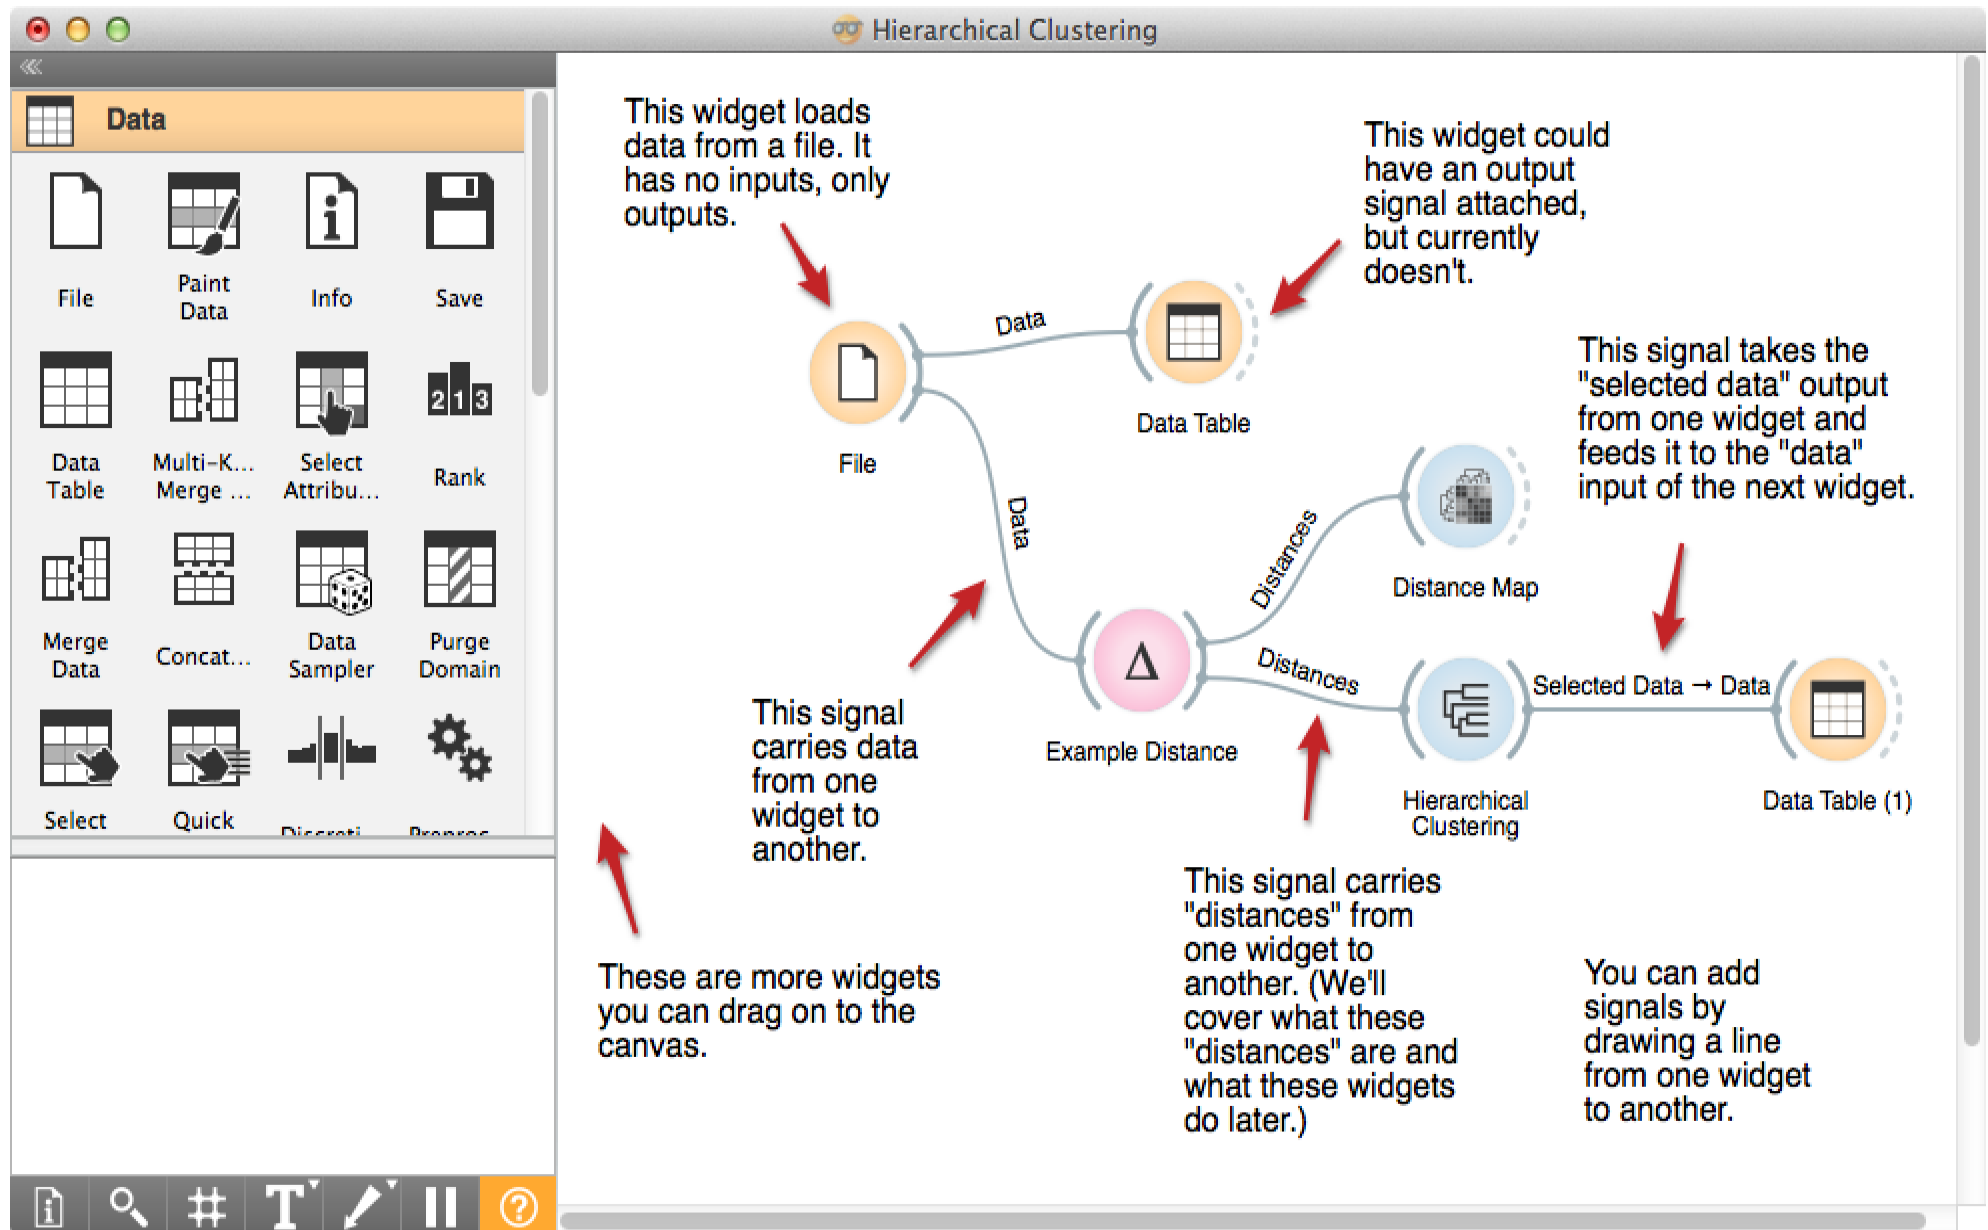 Hierarchical Clustering
Data
File
Paint
Data
Info
Save
Data
Table
Multi-K...
Merge ...
Select
Attribu...
Rank
Merge
Data
Concat...
Data
Sampler
Purge
Domain
Select
Quick
Discreti...
Preproc...
This widget loads
data from a file. It
has no inputs, only
outputs.
This widget could
have an output
signal attached,
but currently
doesn't.
Data
Data Table
File
This signal takes the
"selected data" output
from one widget and
feeds it to the "data"
input of the next widget.
Data
Distances
Distance Map
Distances
Selected Data → Data
Δ
Example Distance
Hierarchical
Clustering
Data Table (1)
This signal
carries data
from one
widget to
another.
This signal carries
"distances" from
one widget to
another. (We'll
cover what these
"distances" are and
what these widgets
do later.)
These are more widgets
you can drag on to the
canvas.
You can add
signals by
drawing a line
from one widget
to another.